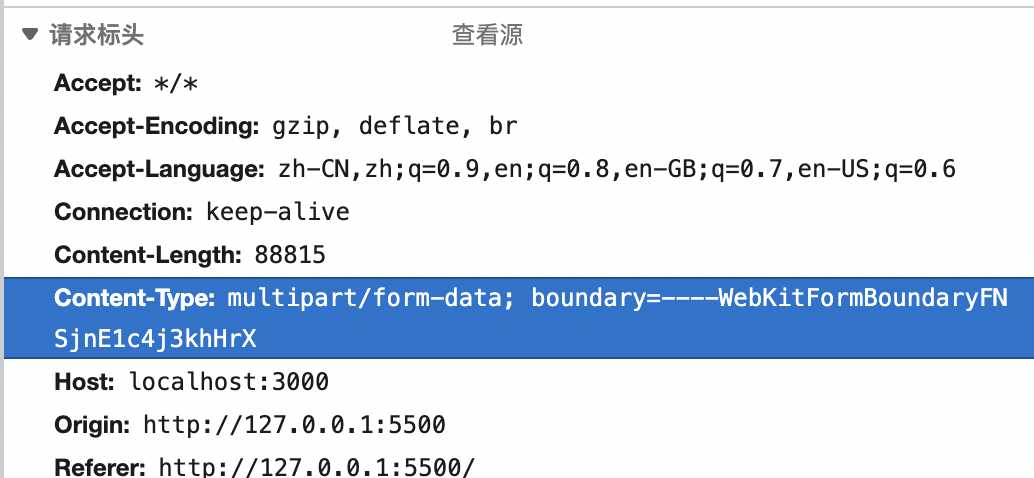 请求标头 查看源
Accept: */*
Accept-Encoding: gzip, deflate, br
Accept-Language: zh-CN,zh;q=0.9,en;q=0.8,en-GB;q=0.7,en-US;q=0.6
Connection: keep-alive
Content-Length: 88815
Content-Type: multipart/form-data; boundary=----WebKitFormBoundaryFN
SjnE1c4j3khHrX
Host: localhost:3000
Origin: http://127.0.0.1:5500
Referer: http://127.0.0.1:5500/